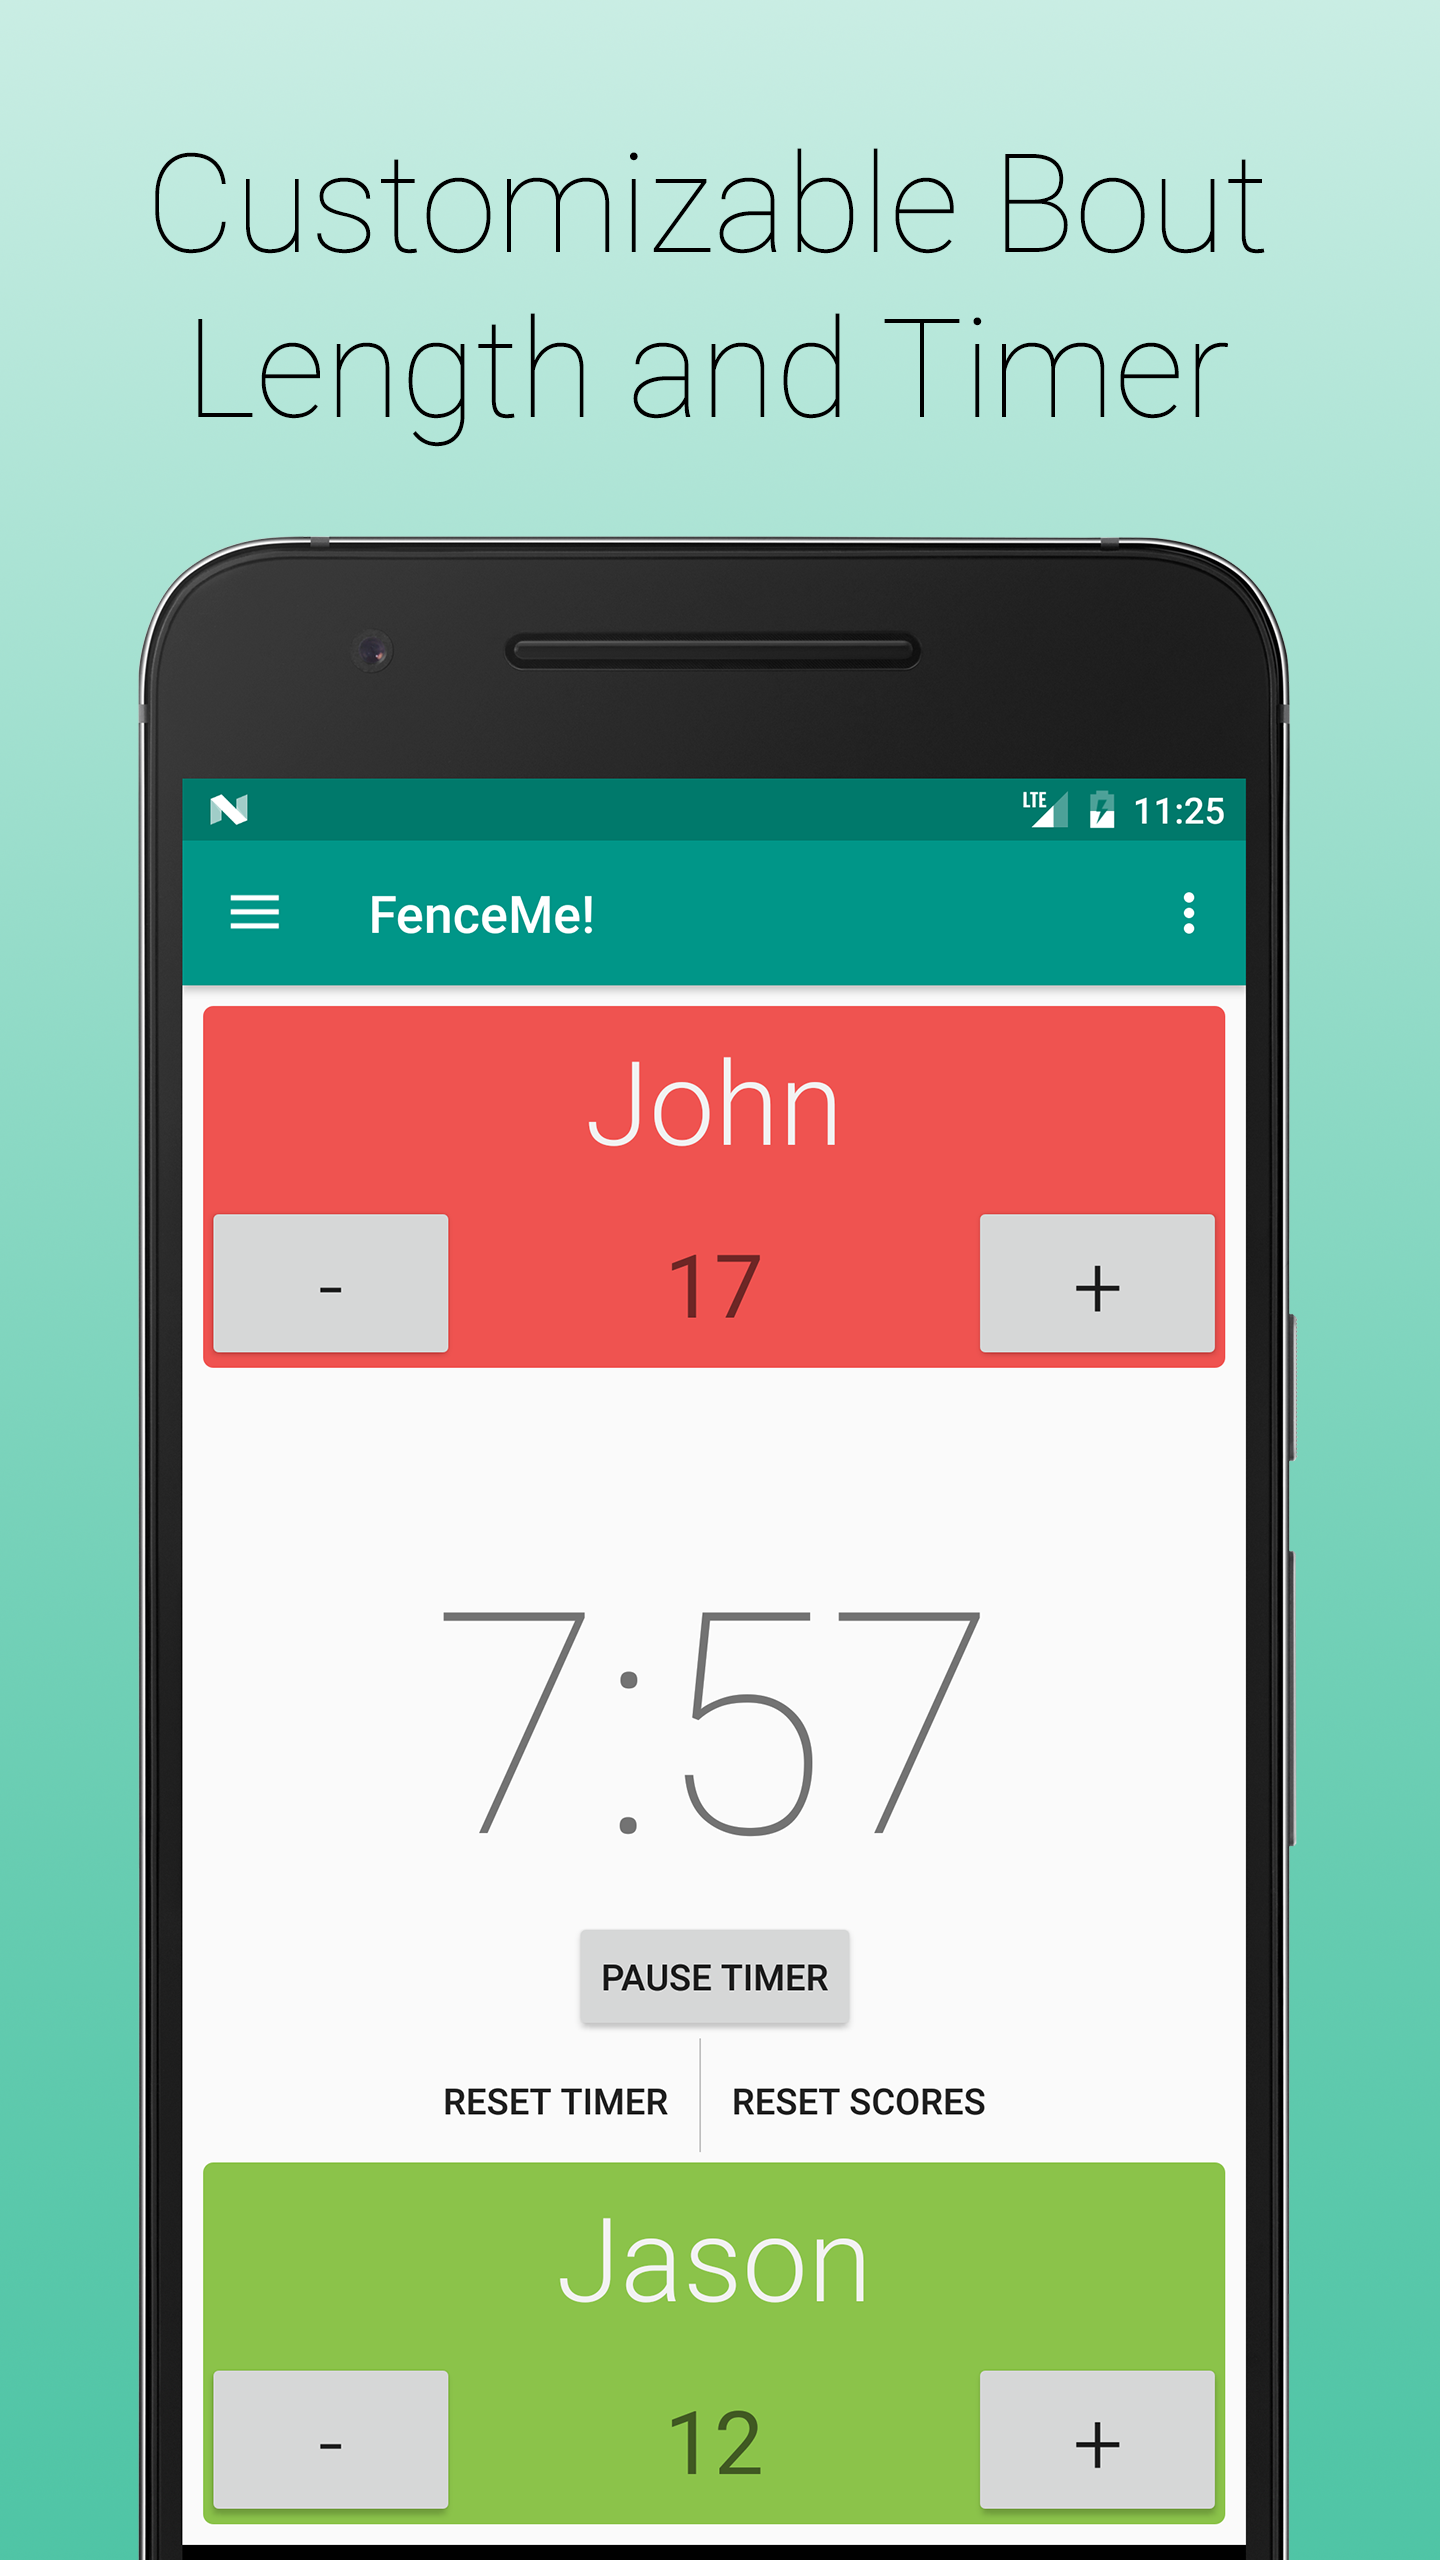 Customizable Bout
Length and Timer
LTE 11:25
FenceMe!
John
- 17 +
7:57
PAUSE TIMER
RESET TIMER RESET SCORES
Jason
- 12 +